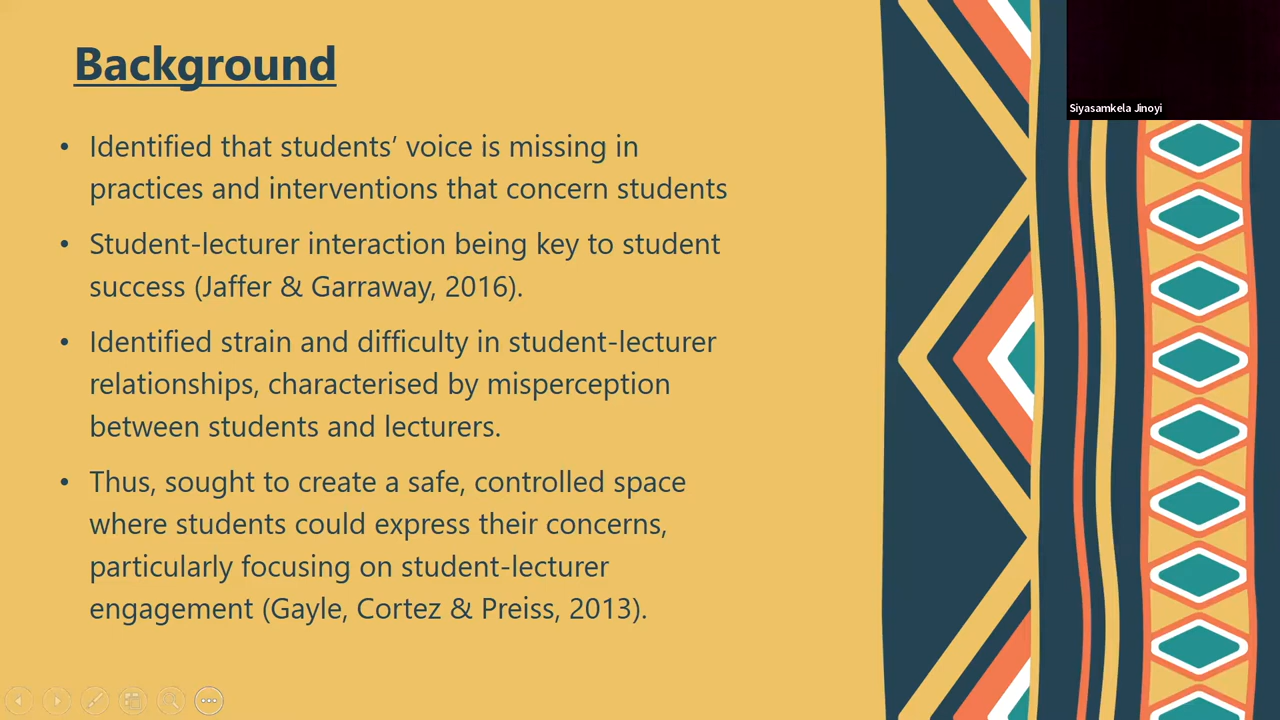 Background
Siyasamkela Jinoyi
• Identified that students’ voice is missing in
practices and interventions that concern students
• Student-lecturer interaction being key to student
success (Jaffer & Garraway, 2016).
• Identified strain and difficulty in student-lecturer
relationships, characterised by misperception
between students and lecturers.
• Thus, sought to create a safe, controlled space
where students could express their concerns,
particularly focusing on student-lecturer
engagement (Gayle, Cortez & Preiss, 2013).